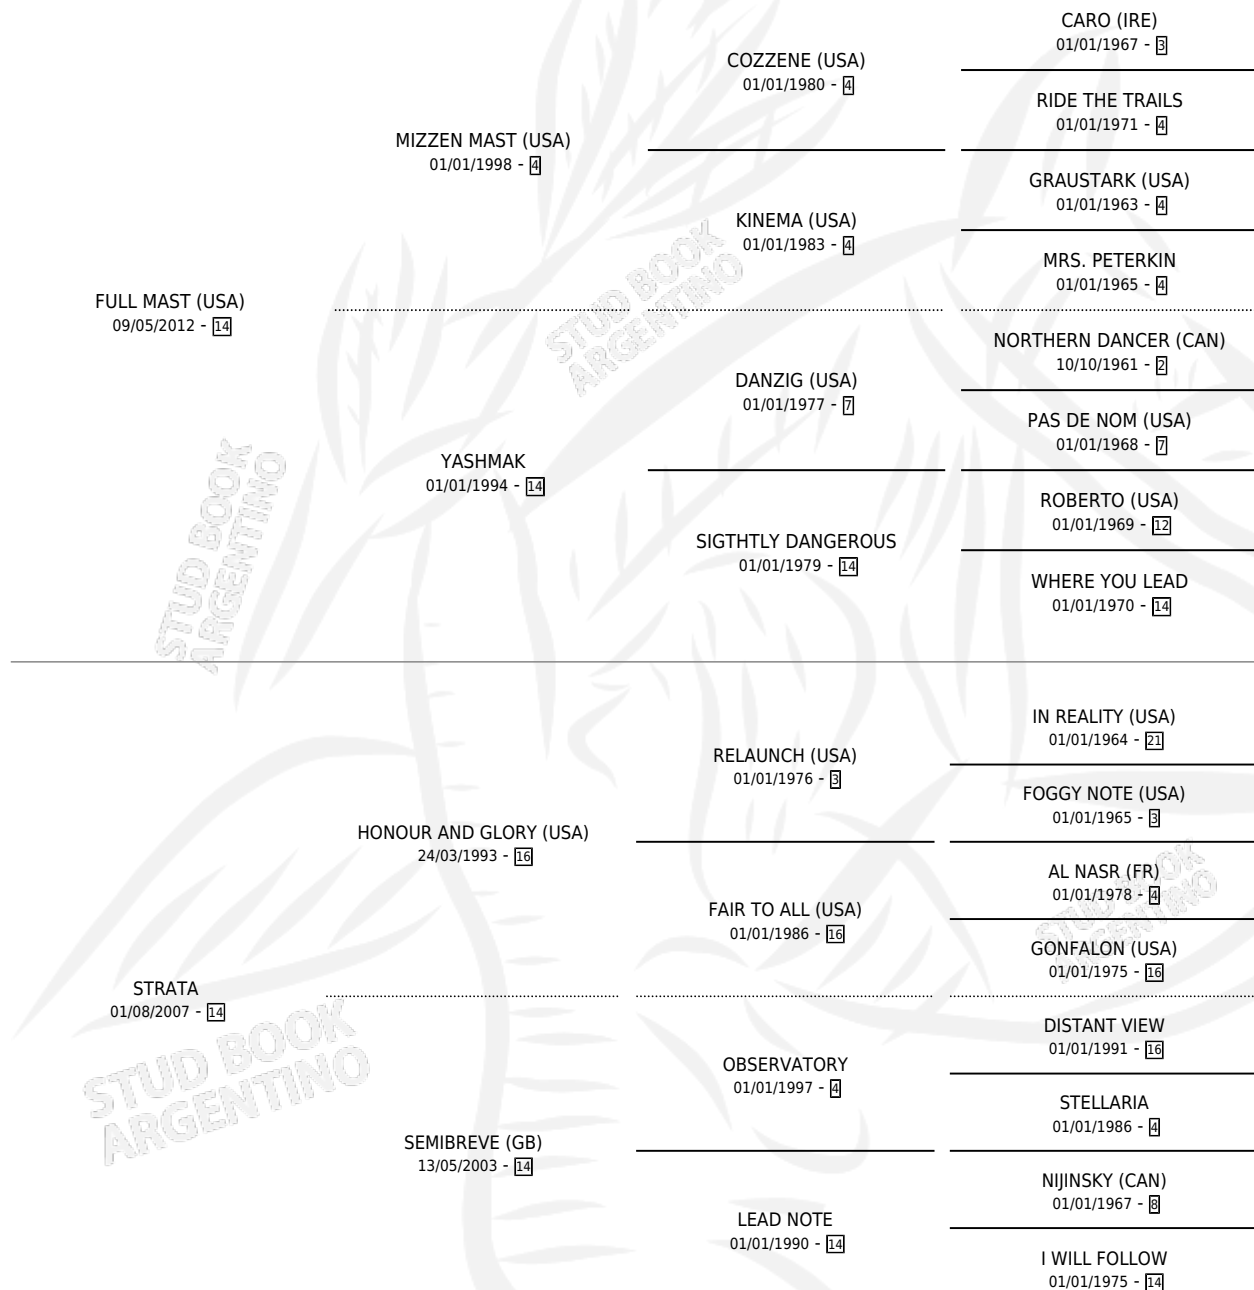 CARO (IRE)
01/01/1967 - 3
COZZENE (USA)
01/01/1980 - 4
RIDE THE TRAILS
01/01/1971 - 4
MIZZEN MAST (USA)
01/01/1998 - 4
GRAUSTARK (USA)
01/01/1963 - 4
KINEMA (USA)
01/01/1983 - 4
MRS. PETERKIN
01/01/1965 - 4
FULL MAST (USA)
09/05/2012 - 14
NORTHERN DANCER (CAN)
10/10/1961 - 2
DANZIG (USA)
01/01/1977 - 7
PAS DE NOM (USA)
01/01/1968 - 7
YASHMAK
01/01/1994 - 14
ROBERTO (USA)
01/01/1969 - 12
SIGTHTLY DANGEROUS
01/01/1979 - 14
WHERE YOU LEAD
01/01/1970 - 14
IN REALITY (USA)
01/01/1964 - 21
RELAUNCH (USA)
01/01/1976 - 3
FOGGY NOTE (USA)
01/01/1965 - 3
HONOUR AND GLORY (USA)
24/03/1993 - 16
AL NASR (FR)
01/01/1978 - 4
FAIR TO ALL (USA)
01/01/1986 - 16
GONFALON (USA)
01/01/1975 - 16
STRATA
01/08/2007 - 14
DISTANT VIEW
01/01/1991 - 16
OBSERVATORY
01/01/1997 - 4
STELLARIA
01/01/1986 - 4
SEMIBREVE (GB)
13/05/2003 - 14
NIJINSKY (CAN)
01/01/1967 - 8
LEAD NOTE
01/01/1990 - 14
I WILL FOLLOW
01/01/1975 - 14
STUD BOOK
ARGENTINO
STUD BOOK
ARGENTINO
STUD BOOK
ARGENTINO
STUD BOOK
ARGENTINO